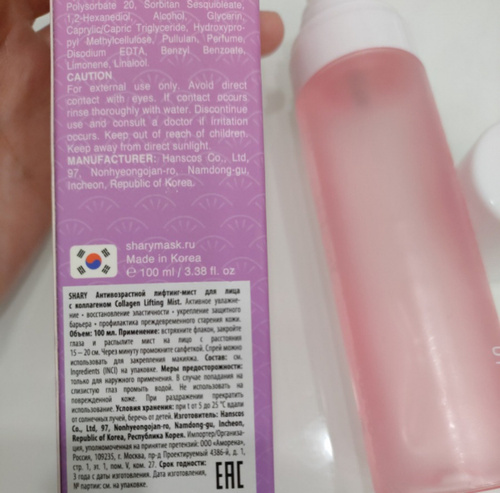 Polysorbate 20, Sorbitan Sesquioleate,
1,2-Hexanediol, Alcohol, Glycerin,
Caprylic/Capric Triglyceride, Hydroxypro-
pyl Methylcellulose, Pullulan, Perfume,
Disodium EDTA, Benzyl Benzoate,
Limonene, Linalool.
CAUTION
For external use only. Avoid direct
contact with eyes. If contact occurs
rinse thoroughly with water. Discontinue
use and consult a doctor if irritation
occurs. Keep out of reach of children.
Keep away from direct sunlight.
MANUFACTURER: Hanscos Co., Ltd,
97, Nonhyeongojan-ro, Namdong-gu,
Incheon, Republic of Korea.
sharymask.ru
Made in Korea
℮ 100 ml / 3.38 fl. oz
SHARY Антивозрастной лифтинг-мист для лица
с коллагеном Collagen Lifting Mist. Активное увлажне-
ние • восстановление эластичности • укрепление защитного
барьера • профилактика преждевременного старения кожи.
Объем: 100 мл. Применение: встряхните флакон, закройте
глаза и распылите мист на лицо с расстояния
15–20 см. Через минуту промокните салфеткой. Спрей можно
использовать для закрепления макияжа. Состав: см.
Ingredients (INCI) на упаковке. Меры предосторожности:
только для наружного применения. В случае попадания на
слизистую глаз промыть водой. Не использовать на
поврежденной коже. При раздражении прекратить
использование. Условия хранения: при t от 5 до 25 °С вдали
от солнечных лучей, беречь от детей. Изготовитель: Hanscos
Co., Ltd, 97, Nonhyeongojan-ro, Namdong-gu, Incheon,
Republic of Korea, Республика Корея. Импортер/Организа-
ция, уполномоченная на принятие претензий: ООО «Аморена»,
Россия, 109235, г. Москва, пр-д Проектируемый 4386-й, д. 1,
стр. 1, эт. 1, пом. V, ком. 27. Срок годности:
3 года с даты изготовления. Дата изготовления,
№ партии: см. на упаковке.
EAC